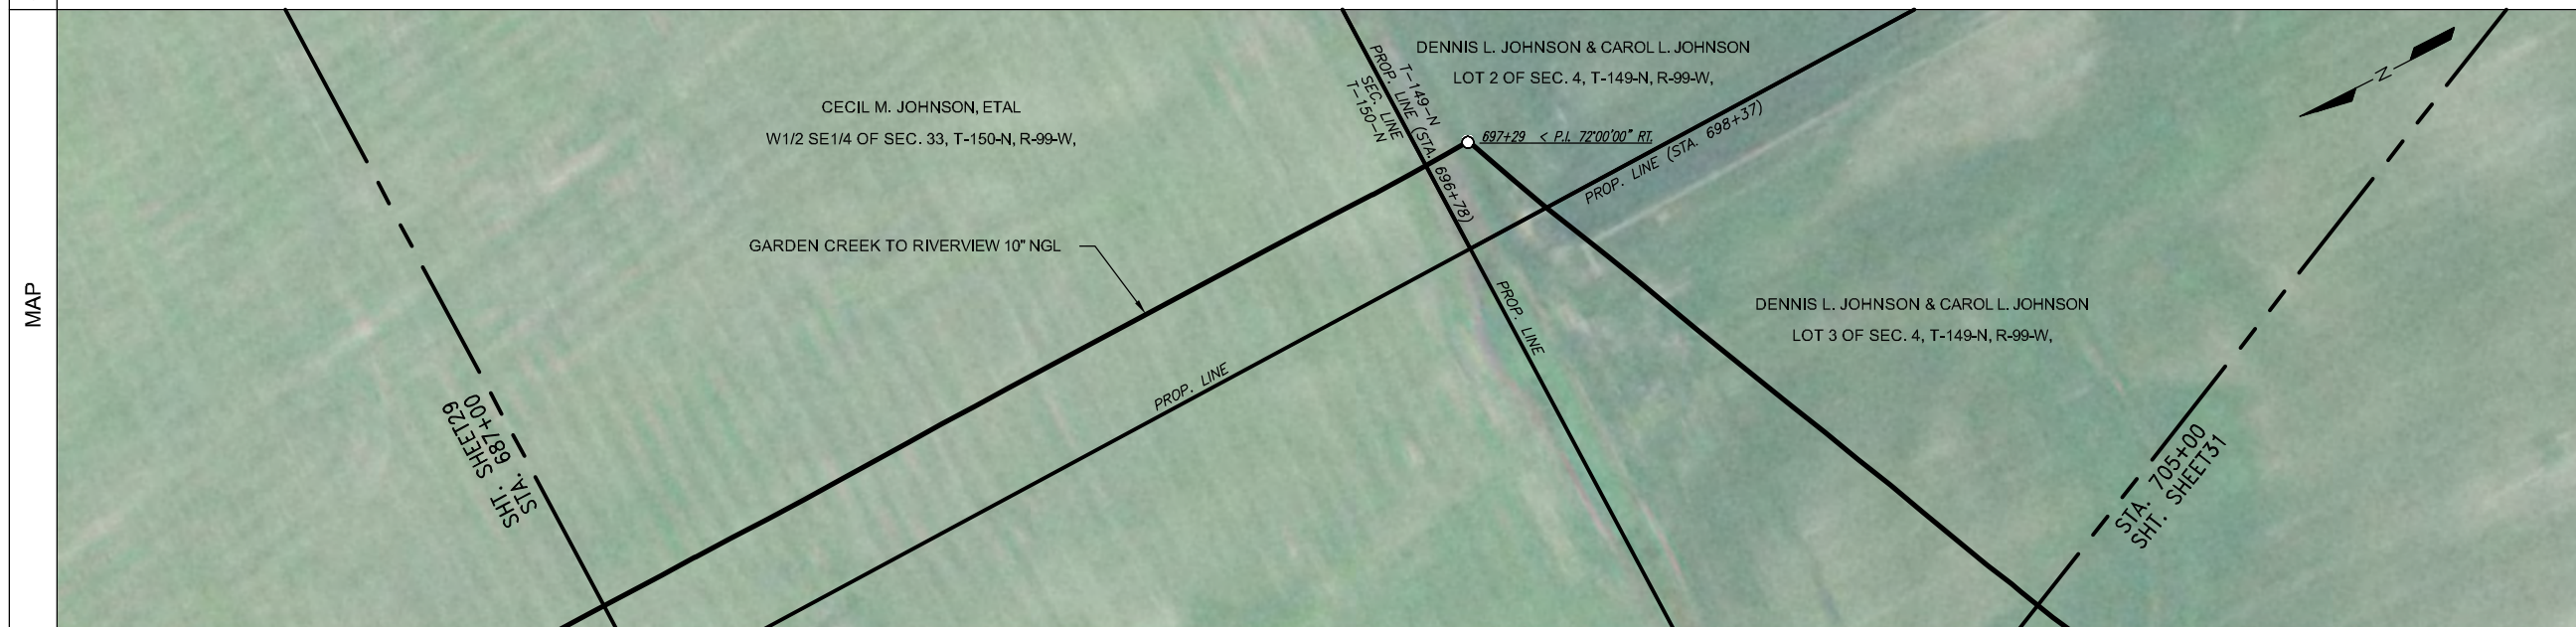 MAP
CECIL M. JOHNSON, ETAL
W1/2 SE1/4 OF SEC. 33, T-150-N, R-99-W,
DENNIS L. JOHNSON & CAROL L. JOHNSON
LOT 2 OF SEC. 4, T-149-N, R-99-W,
T-149-N
PROP. LINE (STA. 696+78)
SEC. LINE
T-150-N
697+29 < P.I. 72°00'00" RT.
PROP. LINE (STA. 698+37)
N
GARDEN CREEK TO RIVERVIEW 10" NGL
PROP. LINE
PROP. LINE
DENNIS L. JOHNSON & CAROL L. JOHNSON
LOT 3 OF SEC. 4, T-149-N, R-99-W,
SHT. SHEET29
STA. 687+00
STA. 705+00
SHT. SHEET31